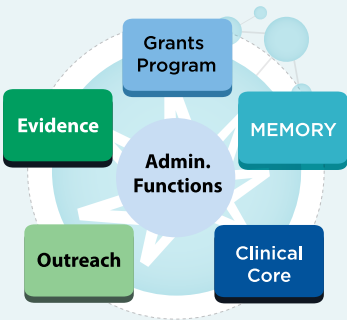 Grants
Program
Evidence
MEMORY
Admin.
Functions
Outreach
Clinical
Core